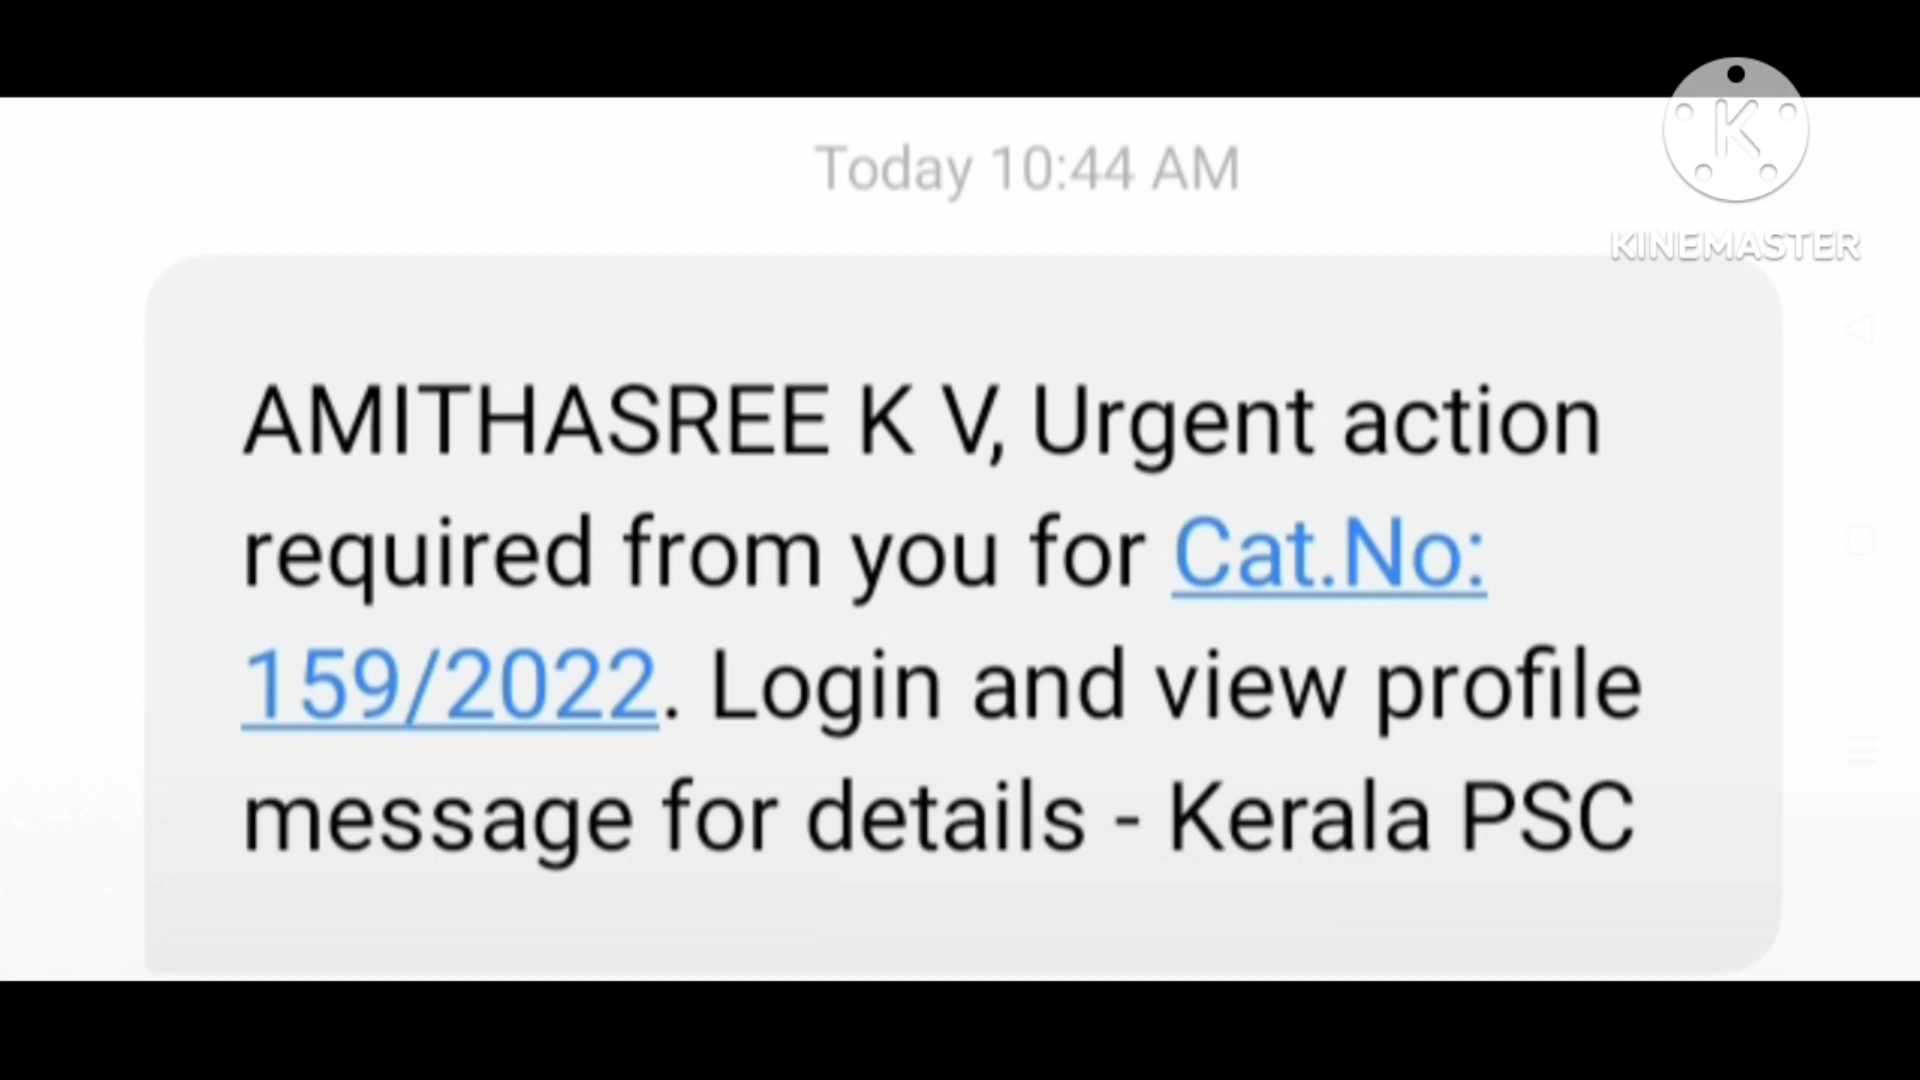 Today 10:44 AM
K
KINEMASTER
AMITHASREE K V, Urgent action
required from you for Cat.No:
159/2022. Login and view profile
message for details - Kerala PSC